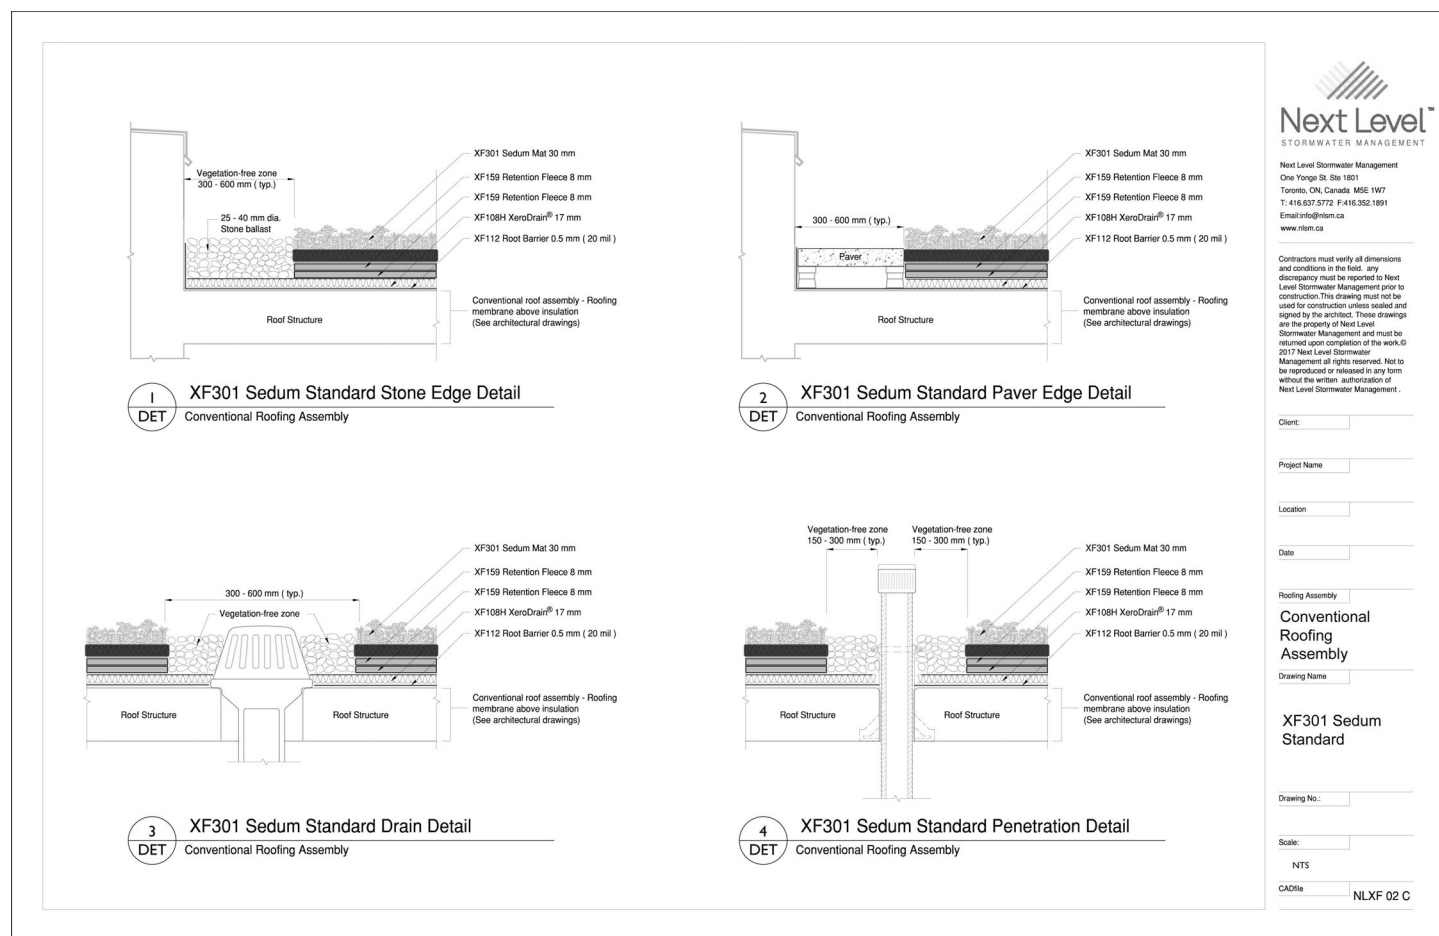 Vegetation-free zone
300 - 600 mm ( typ.)
25 - 40 mm dia.
Stone ballast
XF301 Sedum Mat 30 mm
XF159 Retention Fleece 8 mm
XF159 Retention Fleece 8 mm
XF108H XeroDrain® 17 mm
XF112 Root Barrier 0.5 mm ( 20 mil )
Conventional roof assembly - Roofing
membrane above insulation
(See architectural drawings)
Roof Structure
1
DET
XF301 Sedum Standard Stone Edge Detail
Conventional Roofing Assembly
300 - 600 mm ( typ.)
Paver
XF301 Sedum Mat 30 mm
XF159 Retention Fleece 8 mm
XF159 Retention Fleece 8 mm
XF108H XeroDrain® 17 mm
XF112 Root Barrier 0.5 mm ( 20 mil )
Conventional roof assembly - Roofing
membrane above insulation
(See architectural drawings)
Roof Structure
2
DET
XF301 Sedum Standard Paver Edge Detail
Conventional Roofing Assembly
300 - 600 mm ( typ.)
Vegetation-free zone
XF301 Sedum Mat 30 mm
XF159 Retention Fleece 8 mm
XF159 Retention Fleece 8 mm
XF108H XeroDrain® 17 mm
XF112 Root Barrier 0.5 mm ( 20 mil )
Conventional roof assembly - Roofing
membrane above insulation
(See architectural drawings)
Roof Structure
Roof Structure
3
DET
XF301 Sedum Standard Drain Detail
Conventional Roofing Assembly
Vegetation-free zone
150 - 300 mm ( typ.)
Vegetation-free zone
150 - 300 mm ( typ.)
XF301 Sedum Mat 30 mm
XF159 Retention Fleece 8 mm
XF159 Retention Fleece 8 mm
XF108H XeroDrain® 17 mm
XF112 Root Barrier 0.5 mm ( 20 mil )
Conventional roof assembly - Roofing
membrane above insulation
(See architectural drawings)
Roof Structure
Roof Structure
4
DET
XF301 Sedum Standard Penetration Detail
Conventional Roofing Assembly
Next Level™
STORMWATER MANAGEMENT
Next Level Stormwater Management
One Yonge St. Ste 1801
Toronto, ON, Canada M5E 1W7
T: 416.637.5772 F:416.352.1891
Email:info@nlsm.ca
www.nlsm.ca
Contractors must verify all dimensions
and conditions in the field. any
discrepancy must be reported to Next
Level Stormwater Management prior to
construction.This drawing must not be
used for construction unless sealed and
signed by the architect. These drawings
are the property of Next Level
Stormwater Management and must be
returned upon completion of the work.©
2017 Next Level Stormwater
Management all rights reserved. Not to
be reproduced or released in any form
without the written authorization of
Next Level Stormwater Management .
Client:
Project Name
Location
Date
Roofing Assembly
Conventional
Roofing
Assembly
Drawing Name
XF301 Sedum
Standard
Drawing No.:
Scale:
NTS
CADfile
NLXF 02 C